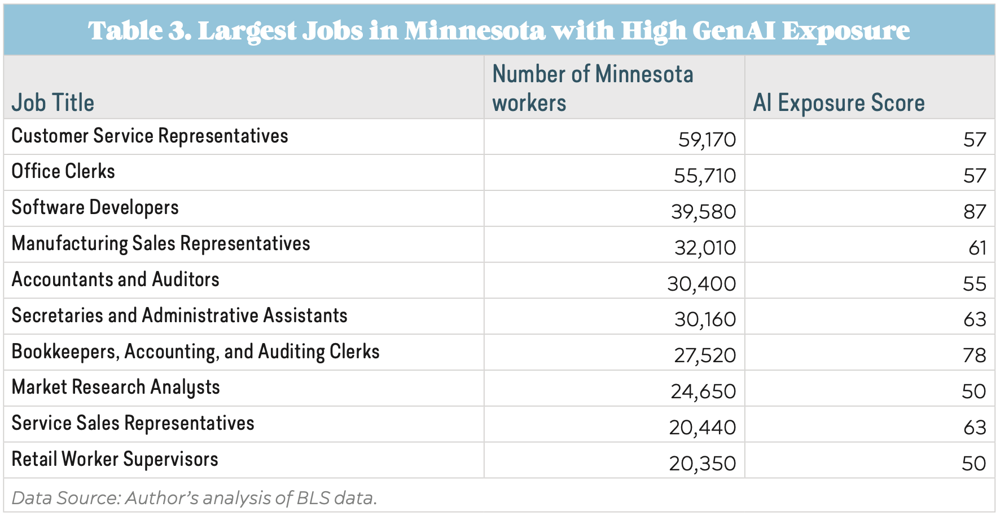 Table 3. Largest Jobs in Minnesota with High GenAI Exposure
Job Title Number of Minnesota workers AI Exposure Score
Customer Service Representatives 59,170 57
Office Clerks 55,710 57
Software Developers 39,580 87
Manufacturing Sales Representatives 32,010 61
Accountants and Auditors 30,400 55
Secretaries and Administrative Assistants 30,160 63
Bookkeepers, Accounting, and Auditing Clerks 27,520 78
Market Research Analysts 24,650 50
Service Sales Representatives 20,440 63
Retail Worker Supervisors 20,350 50
Data Source: Author’s analysis of BLS data.